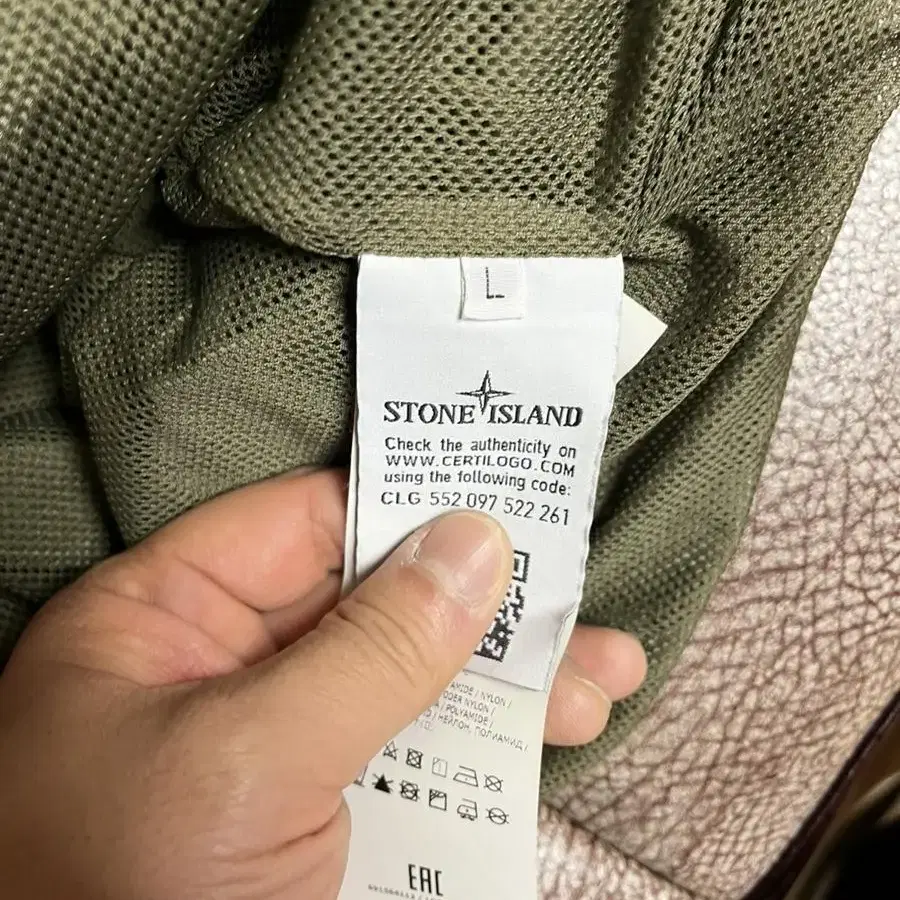 L
STONE ISLAND
Check the authenticity on
WWW.CERTILOGO.COM
using the following code:
CLG 552 097 522 261
AMIDE / NYLON /
NYLON /
/ POLYAMIDE /
/ НЕЙЛОН, ПОЛИАМИД /
EAC